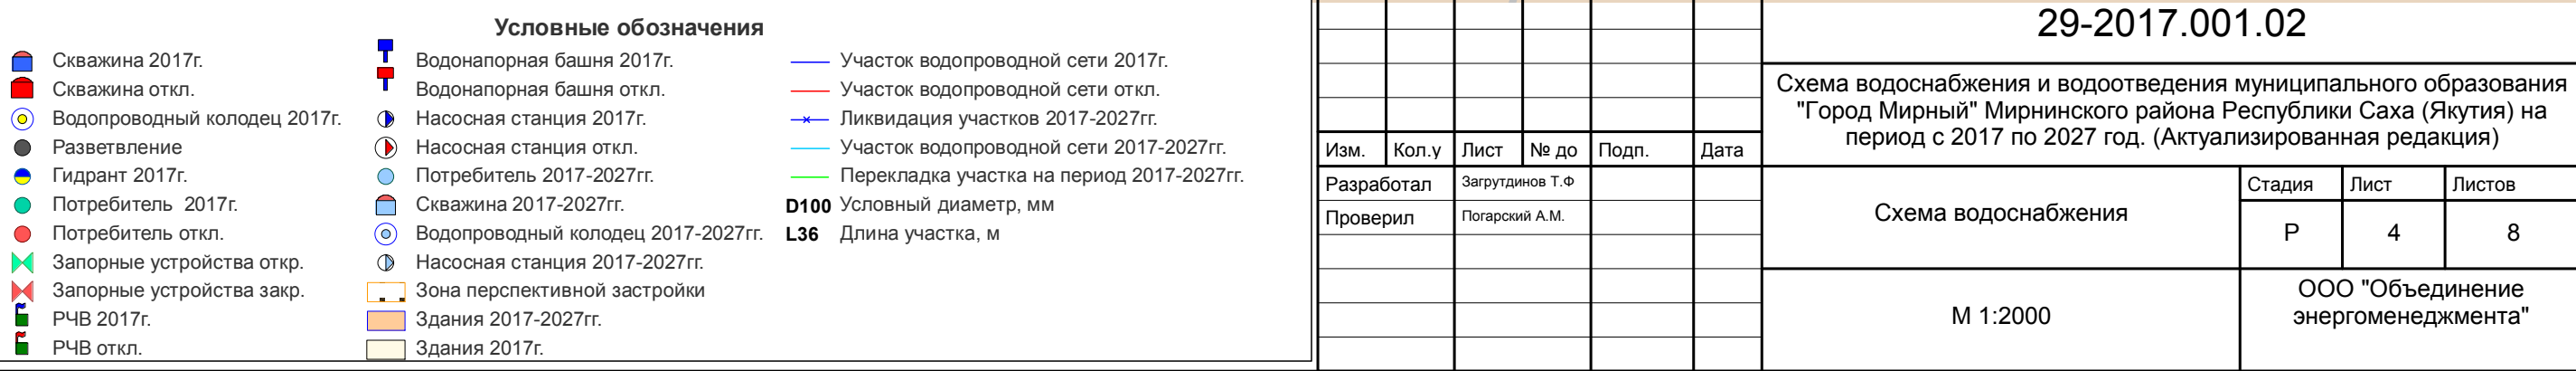 Условные обозначения
Скважина 2017г.
Скважина откл.
Водопроводный колодец 2017г.
Разветвление
Гидрант 2017г.
Потребитель 2017г.
Потребитель откл.
Запорные устройства откр.
Запорные устройства закр.
РЧВ 2017г.
РЧВ откл.
Водонапорная башня 2017г.
Водонапорная башня откл.
Насосная станция 2017г.
Насосная станция откл.
Потребитель 2017-2027гг.
Скважина 2017-2027гг.
Водопроводный колодец 2017-2027гг.
Насосная станция 2017-2027гг.
Зона перспективной застройки
Здания 2017-2027гг.
Здания 2017г.
Участок водопроводной сети 2017г.
Участок водопроводной сети откл.
Ликвидация участков 2017-2027гг.
Участок водопроводной сети 2017-2027гг.
Перекладка участка на период 2017-2027гг.
D100 Условный диаметр, мм
L36 Длина участка, м
29-2017.001.02
Схема водоснабжения и водоотведения муниципального образования
"Город Мирный" Мирнинского района Республики Саха (Якутия) на
период с 2017 по 2027 год. (Актуализированная редакция)
Изм. Кол.у Лист № до Подп. Дата
Разработал Загрутдинов Т.Ф
Проверил Погарский А.М.
Схема водоснабжения
Стадия Лист Листов
Р 4 8
М 1:2000
ООО "Объединение
энергоменеджмента"